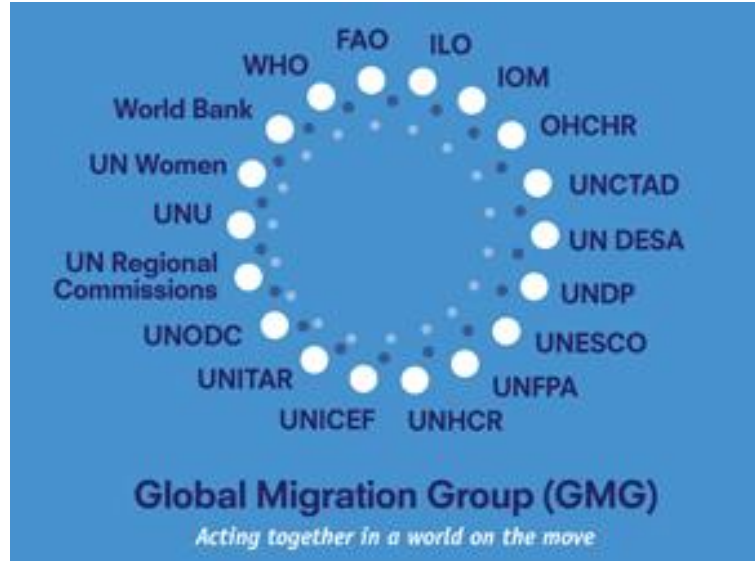 FAO
ILO
IOM
OHCHR
UNCTAD
UN DESA
UNDP
UNESCO
UNFPA
UNHCR
UNICEF
UNITAR
UNODC
UN Regional
Commissions
UNU
UN Women
World Bank
WHO
Global Migration Group (GMG)
Acting together in a world on the move